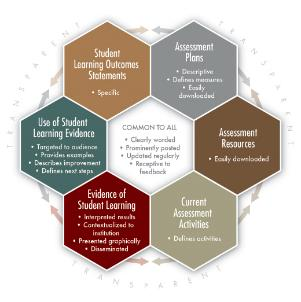 TRANSPARENT
Student
Learning Outcomes
Statements
• Specific
Assessment
Plans
• Descriptive
• Defines measures
• Easily
downloaded
Use of Student
Learning Evidence
• Targeted to audience
• Provides examples
• Describes improvement
• Defines next steps
COMMON TO ALL
• Clearly worded
• Prominently posted
• Updated regularly
• Receptive to
feedback
Assessment
Resources
• Easily downloaded
Evidence of
Student Learning
• Interpreted results
• Contextualized to
institution
• Presented graphically
• Disseminated
Current
Assessment
Activities
• Defines activities
TRANSPARENT
TRANSPARENT